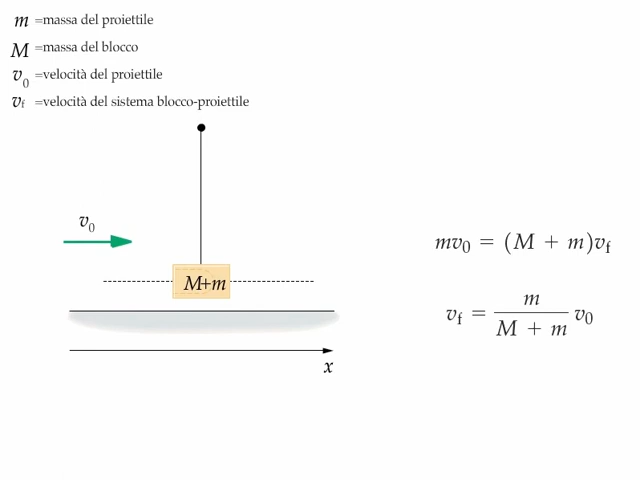 m =massa del proiettile
M =massa del blocco
v0 =velocità del proiettile
vf =velocità del sistema blocco-proiettile
v0
M+m
x
mv0 = (M + m)vf
vf = m / M + m v0